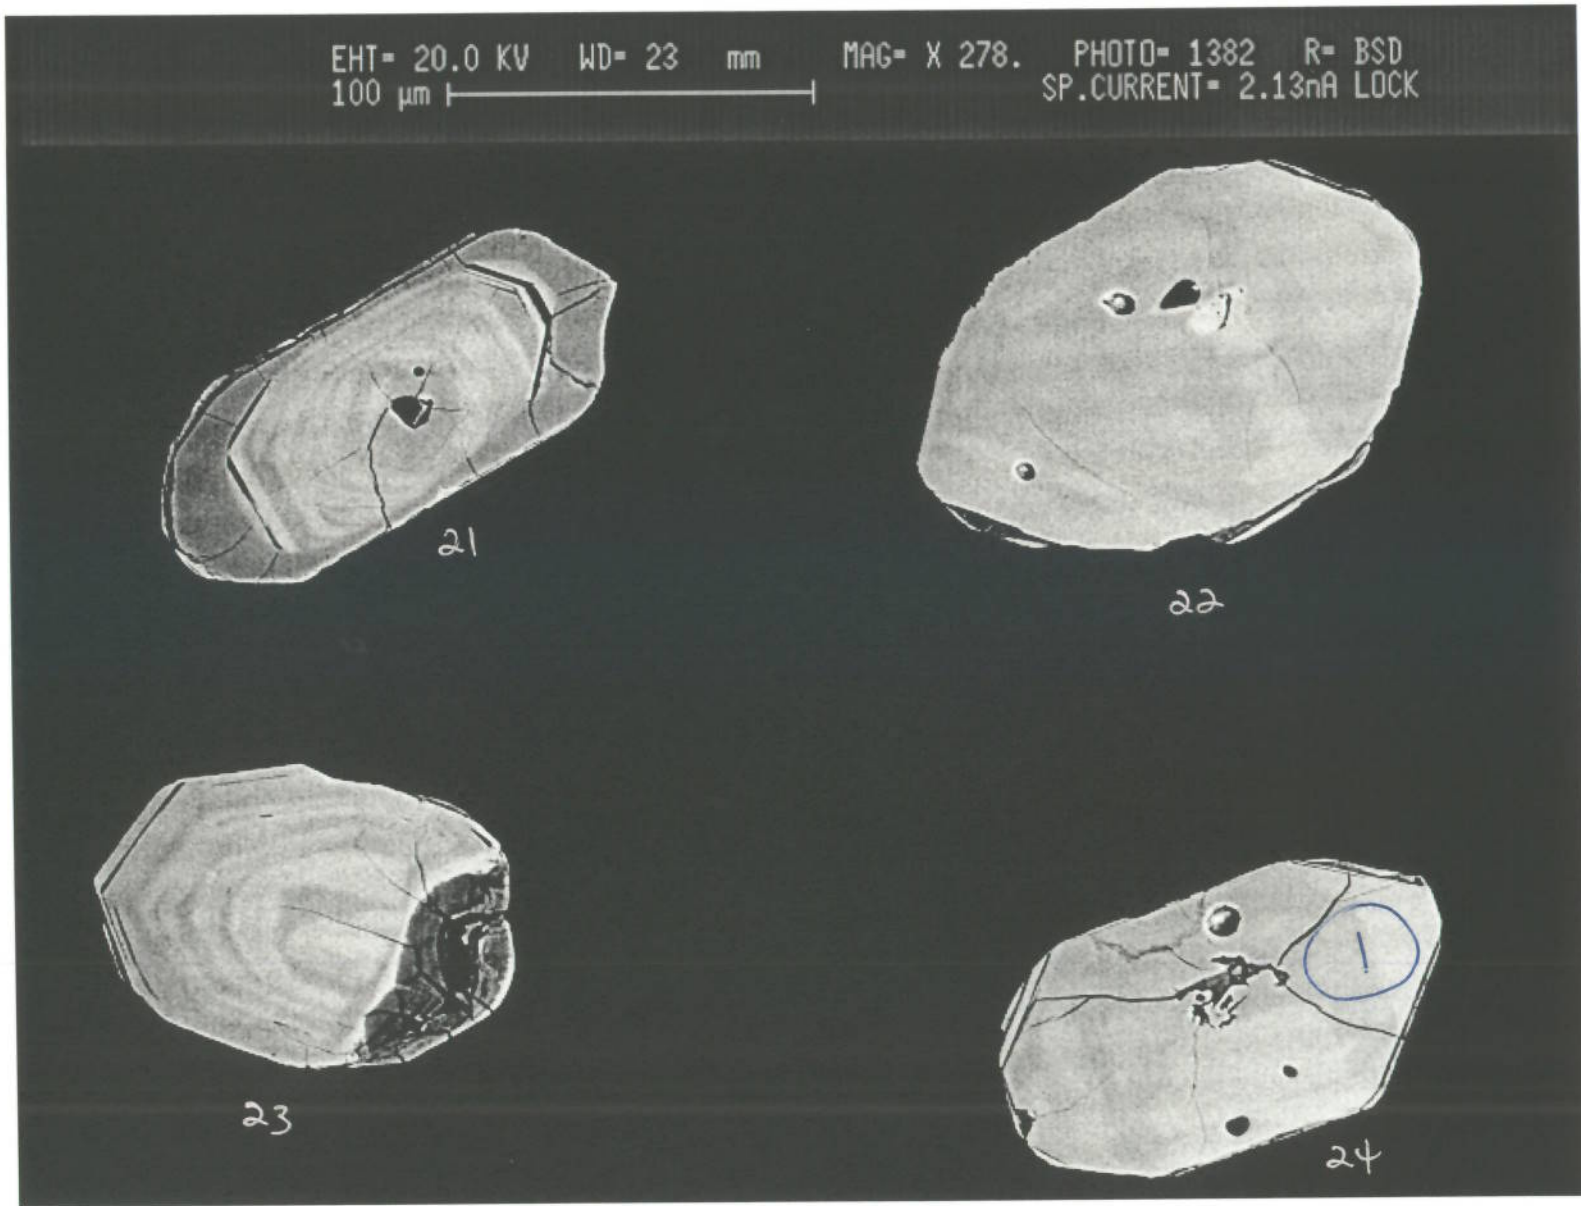 EHT= 20.0 KV WD= 23 mm MAG= X 278. PHOTO= 1382 R= BSD
100 µm SP.CURRENT= 2.13nA LOCK
21
22
23
1
24